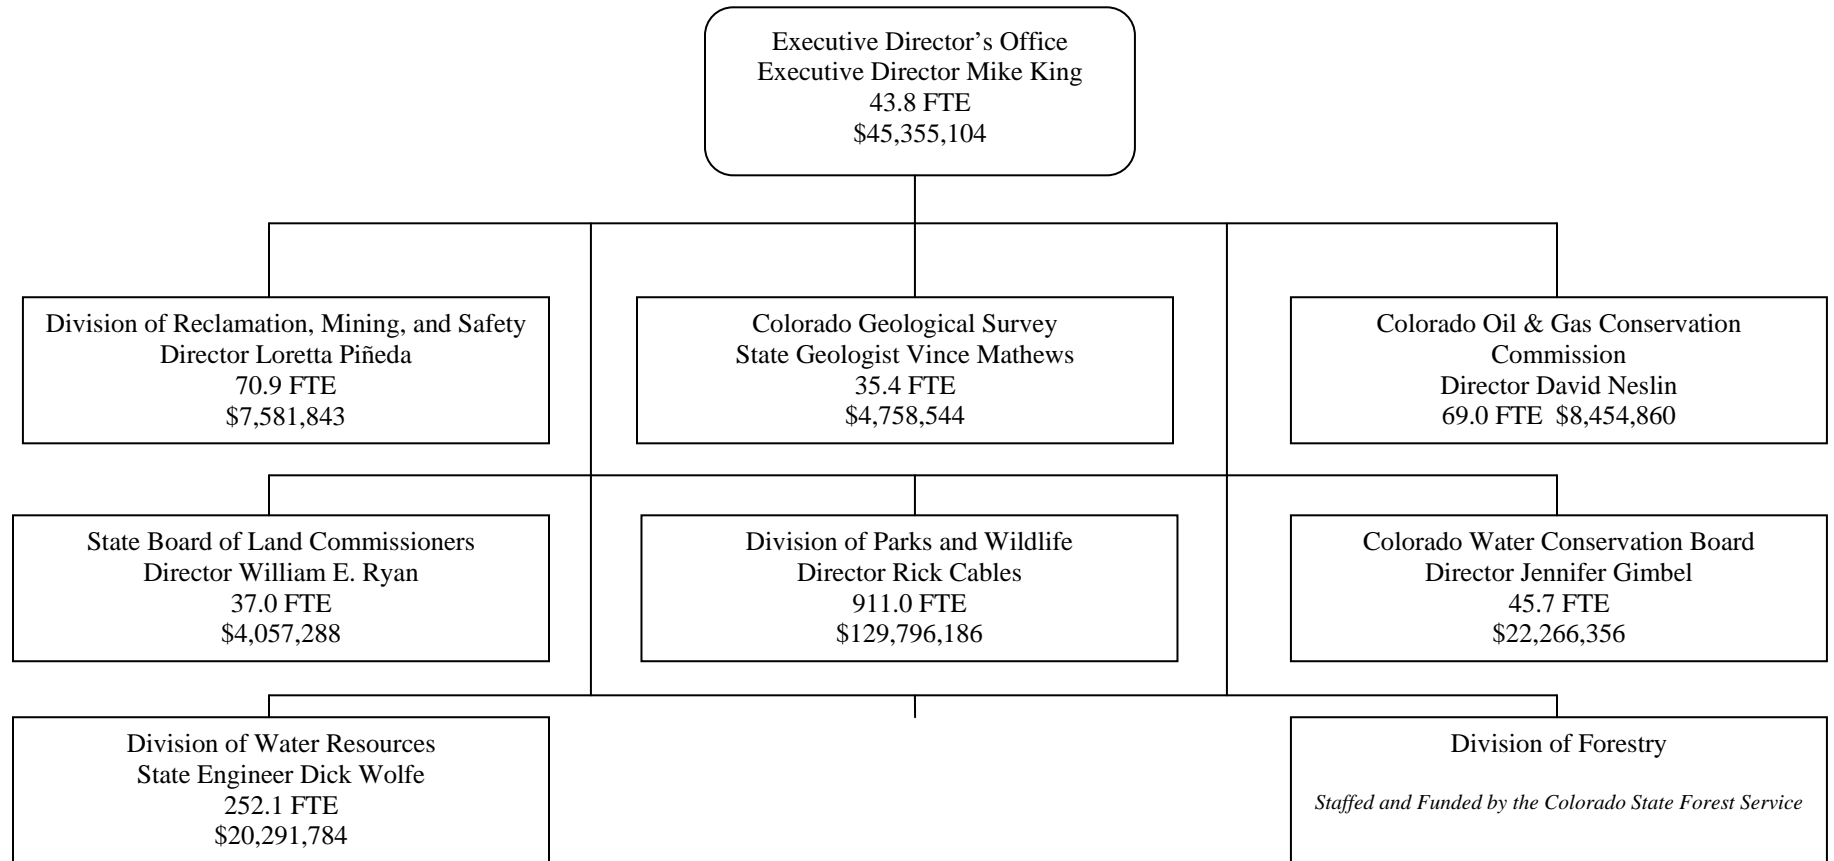 Executive Director’s Office
Executive Director Mike King
43.8 FTE
$45,355,104
Division of Reclamation, Mining, and Safety
Director Loretta Piñeda
70.9 FTE
$7,581,843
Colorado Geological Survey
State Geologist Vince Mathews
35.4 FTE
$4,758,544
Colorado Oil & Gas Conservation
Commission
Director David Neslin
69.0 FTE  $8,454,860
State Board of Land Commissioners
Director William E. Ryan
37.0 FTE
$4,057,288
Division of Parks and Wildlife
Director Rick Cables
911.0 FTE
$129,796,186
Colorado Water Conservation Board
Director Jennifer Gimbel
45.7 FTE
$22,266,356
Division of Water Resources
State Engineer Dick Wolfe
252.1 FTE
$20,291,784
Division of Forestry
Staffed and Funded by the Colorado State Forest Service